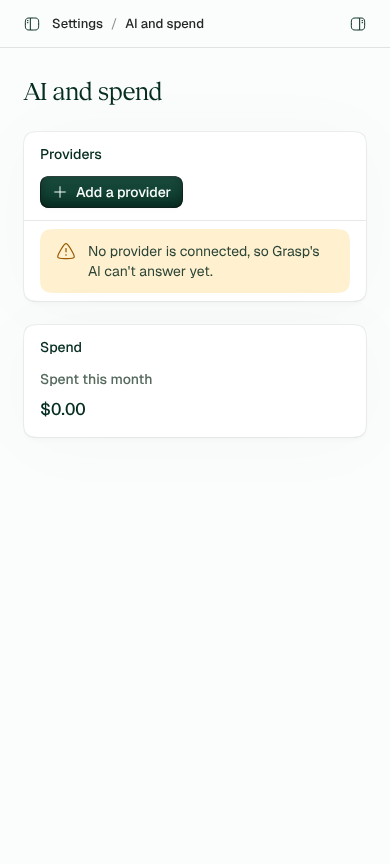 Settings / AI and spend
AI and spend
Providers
Add a provider
No provider is connected, so Grasp's
AI can't answer yet.
Spend
Spent this month
$0.00